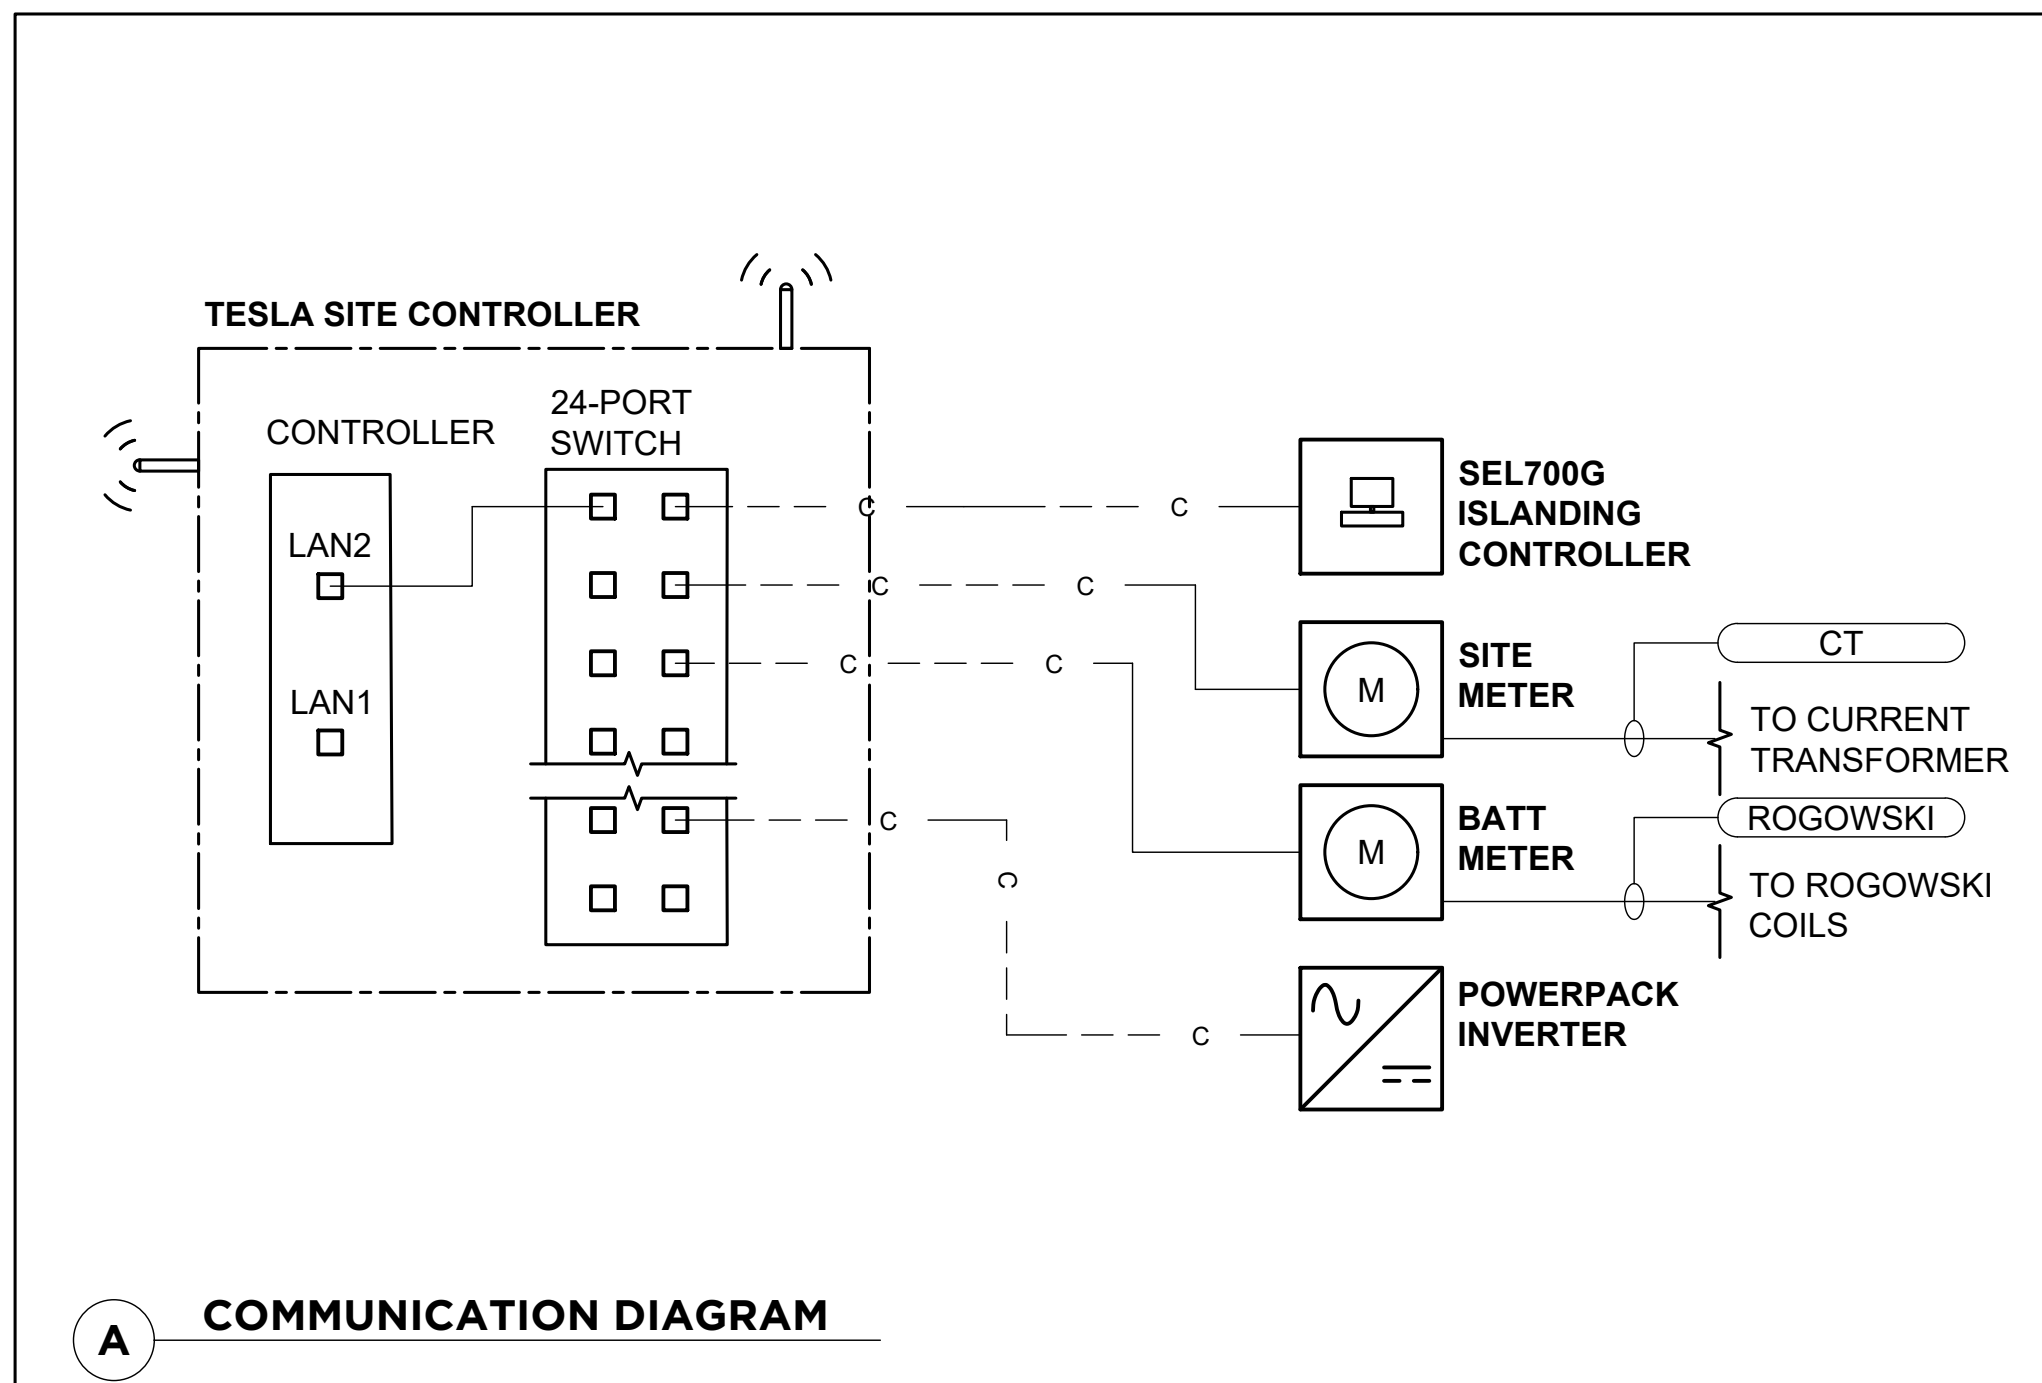 TESLA SITE CONTROLLER
CONTROLLER
24-PORT
SWITCH
LAN2
LAN1
C
C
SEL700G
ISLANDING
CONTROLLER
C
C
SITE
METER
M
CT
TO CURRENT
TRANSFORMER
C
C
BATT
METER
M
ROGOWSKI
TO ROGOWSKI
COILS
C
C
C
POWERPACK
INVERTER
A
COMMUNICATION DIAGRAM